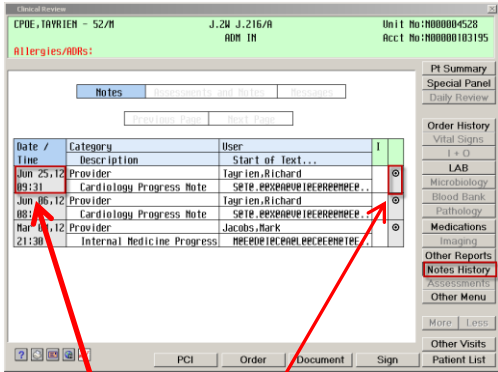 Clinical Review
CPOE,TAYRIEN - 52/M J.2W J.216/A Unit No:M000004528
ADM IN Acct No:M00000103195
Allergies/ADRs:
Pt Summary
Special Panel
Daily Review
Notes Assessments and Notes Messages
Previous Page Next Page
Order History
Vital Signs
I + O
LAB
Microbiology
Blood Bank
Pathology
Medications
Imaging
Other Reports
Notes History
Assessments
Other Menu
More Less
Other Visits
Patient List
Date / Category User I
Time Description Start of Text...
Jun 25,12 Provider Tayrien,Richard
09:31 Cardiology Progress Note
Jun 06,12 Provider Tayrien,Richard
Cardiology Progress Note
Mar Provider Jacobs,Mark
21:30 Internal Medicine Progress
PCI Order Document Sign